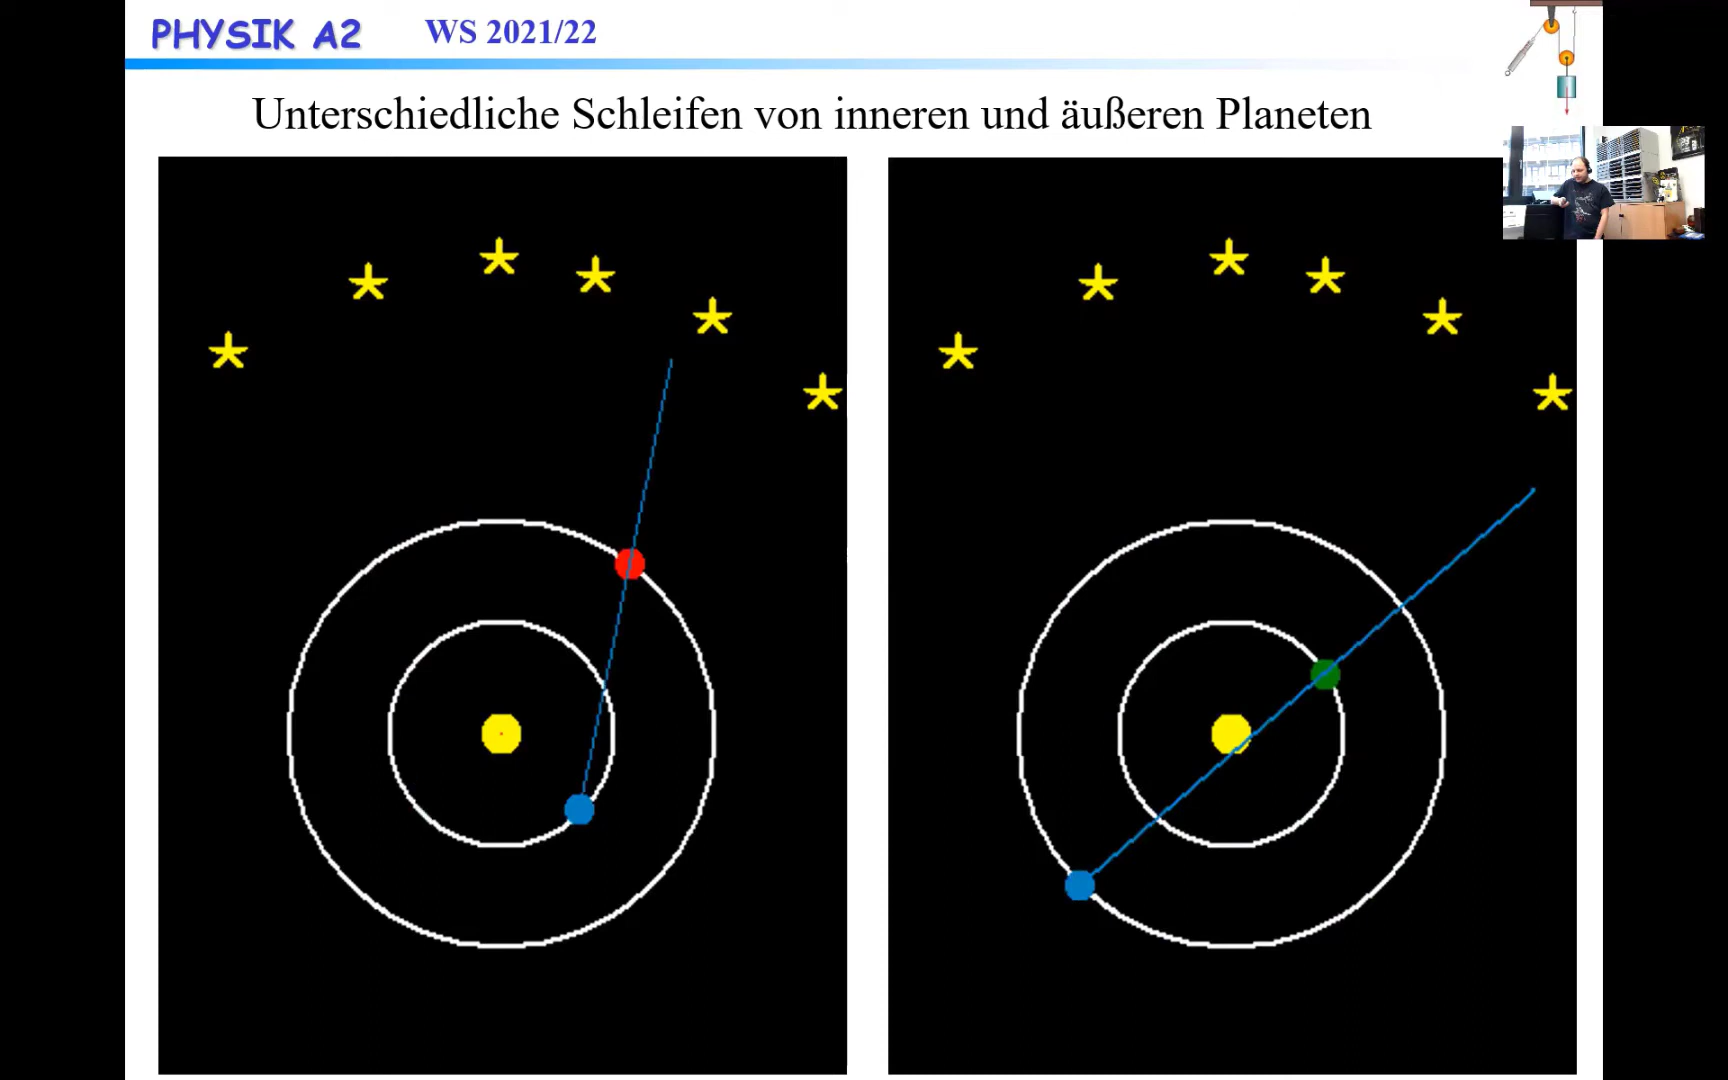 PHYSIK A2 WS 2021/22
Unterschiedliche Schleifen von inneren und äußeren Planeten